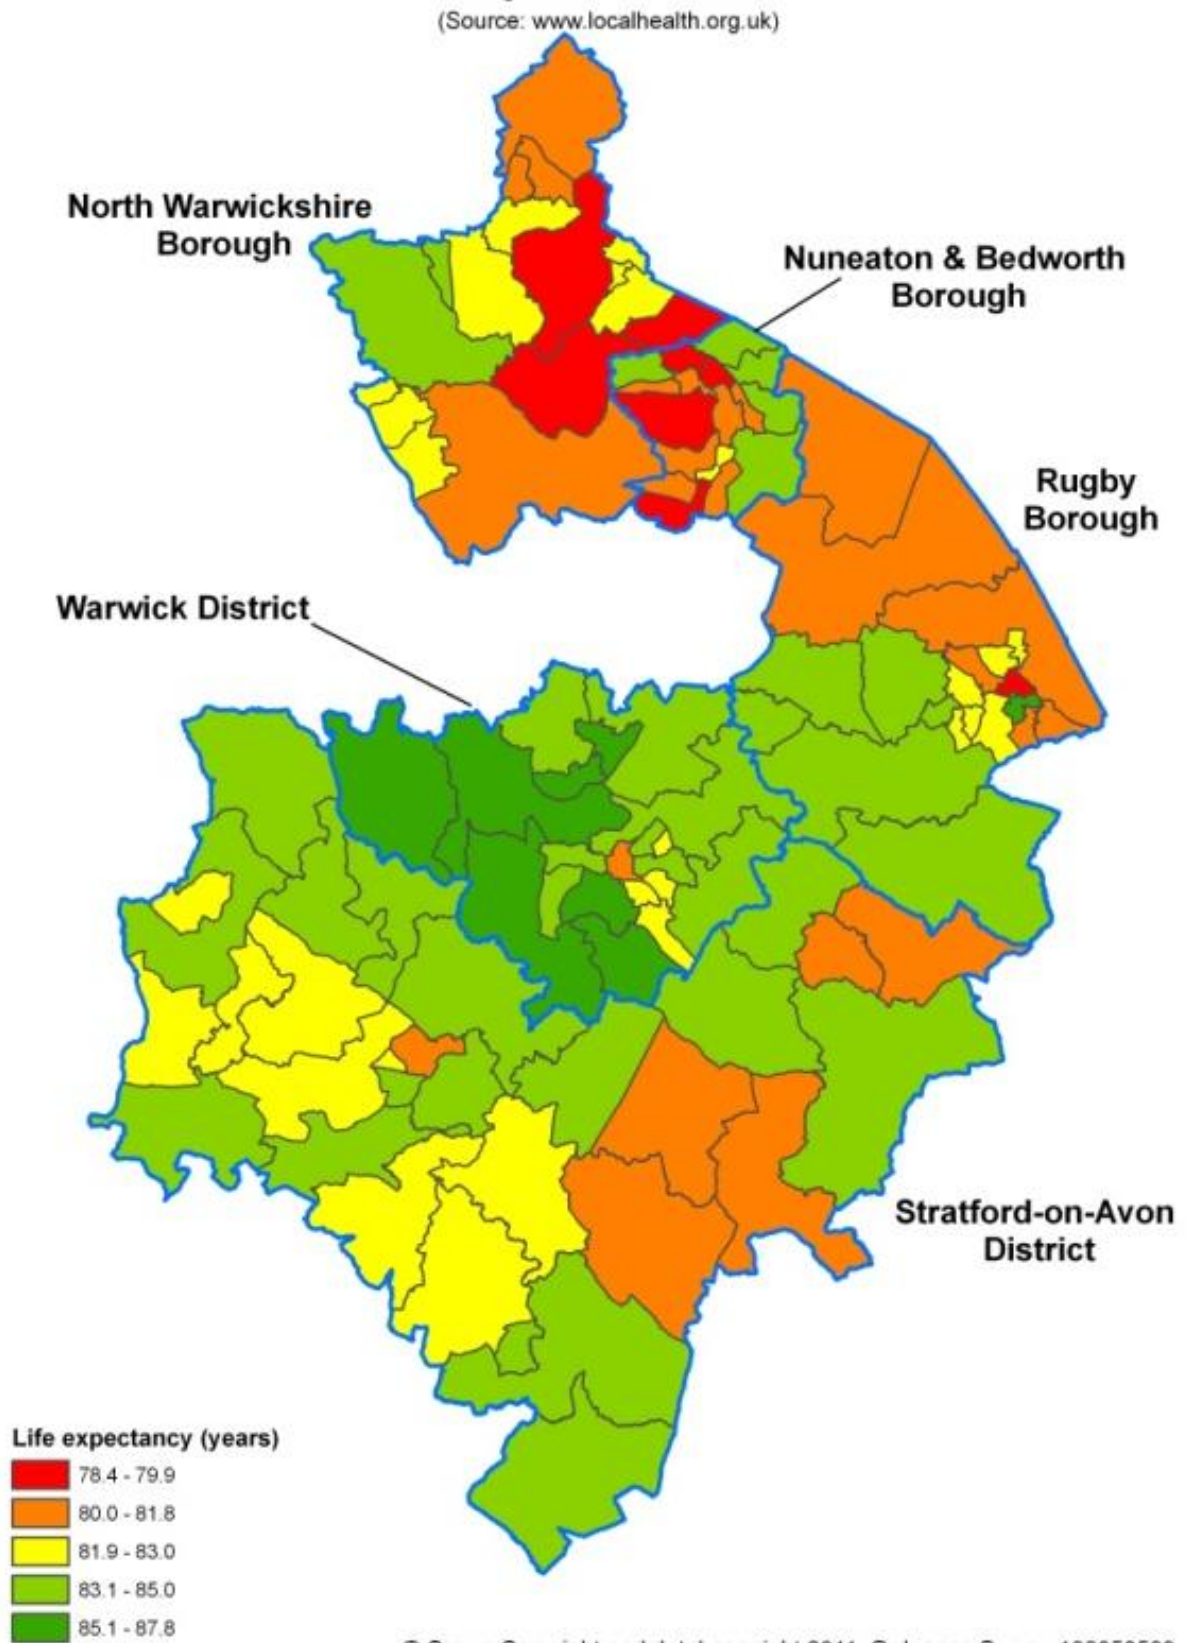 (Source: www.localhealth.org.uk)
North Warwickshire
Borough
Nuneaton & Bedworth
Borough
Rugby
Borough
Warwick District
Stratford-on-Avon
District
Life expectancy (years)
78.4 - 79.9
80.0 - 81.8
81.9 - 83.0
83.1 - 85.0
85.1 - 87.8